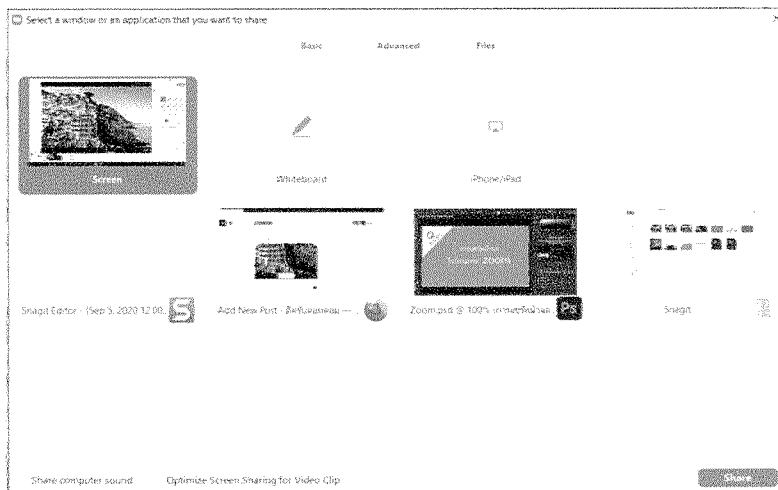 Select a window or an application that you want to share
Basic Advanced Files
Screen Whiteboard iPhone/iPad
Snagit Editor - [Sep 5, 2020 12:00... Add New Post - Zoom.psd @ 100% Snagit
Share computer sound Optimize Screen Sharing for Video Clip Share